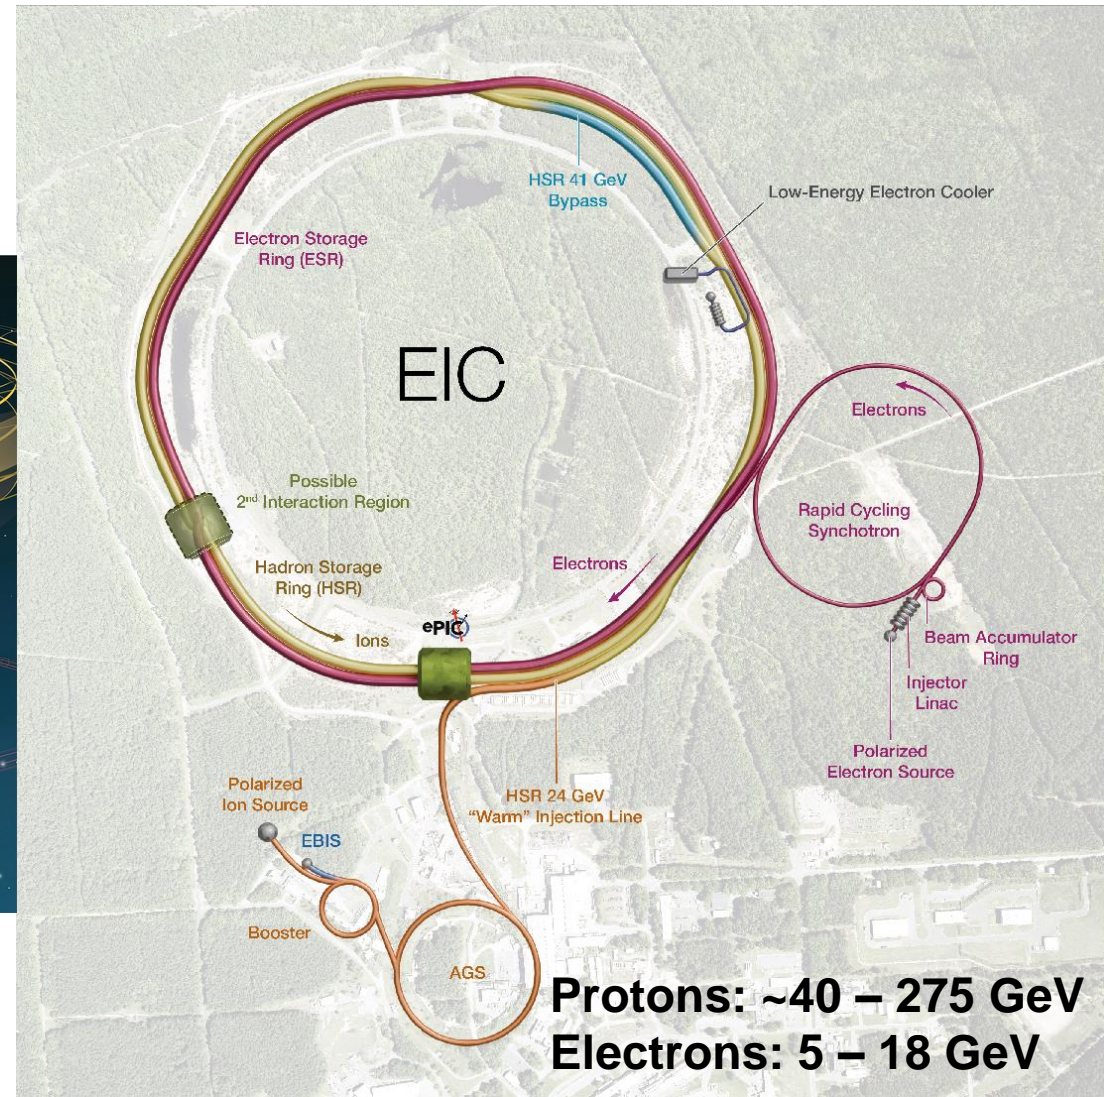 HSR 41 GeV
Bypass
Low-Energy Electron Cooler
Electron Storage
Ring (ESR)
EIC
Electrons
Possible
2nd Interaction Region
Rapid Cycling
Synchotron
Hadron Storage
Ring (HSR)
Electrons
Ions
ePIC
Beam Accumulator
Ring
Injector
Linac
Polarized
Electron Source
Polarized
Ion Source
HSR 24 GeV
“Warm” Injection Line
EBIS
Booster
AGS
Protons: ~40 – 275 GeV
Electrons: 5 – 18 GeV